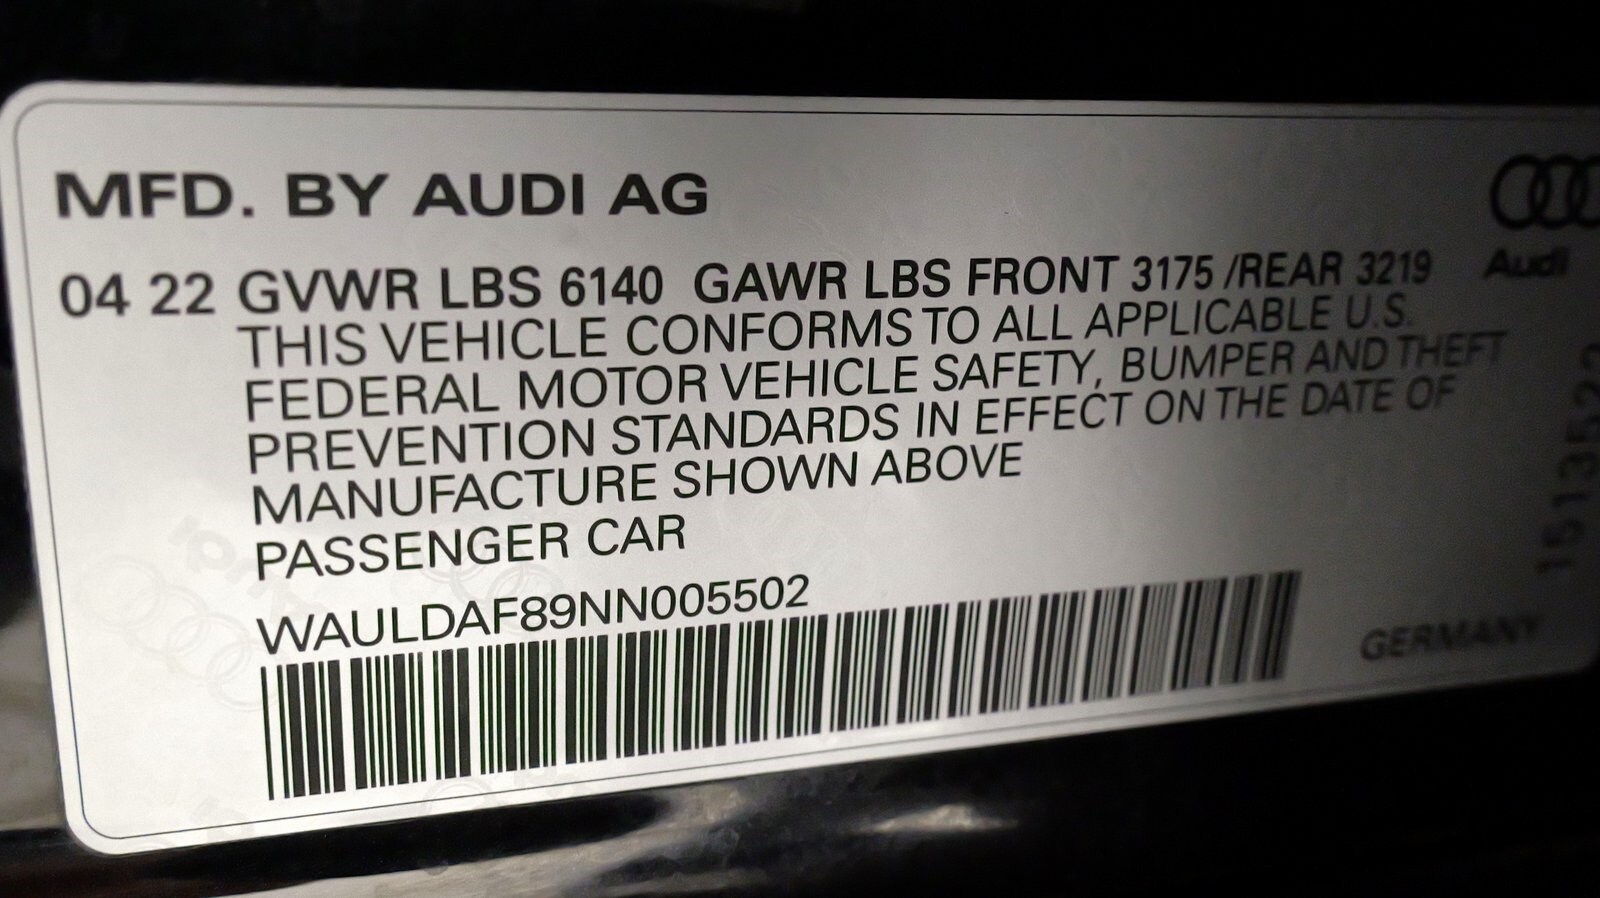 MFD. BY AUDI AG
Audi
04 22 GVWR LBS 6140 GAWR LBS FRONT 3175 /REAR 3219
THIS VEHICLE CONFORMS TO ALL APPLICABLE U.S.
FEDERAL MOTOR VEHICLE SAFETY, BUMPER AND THEFT
PREVENTION STANDARDS IN EFFECT ON THE DATE OF
MANUFACTURE SHOWN ABOVE
PASSENGER CAR
WAULDAF89NN005502
GERMANY